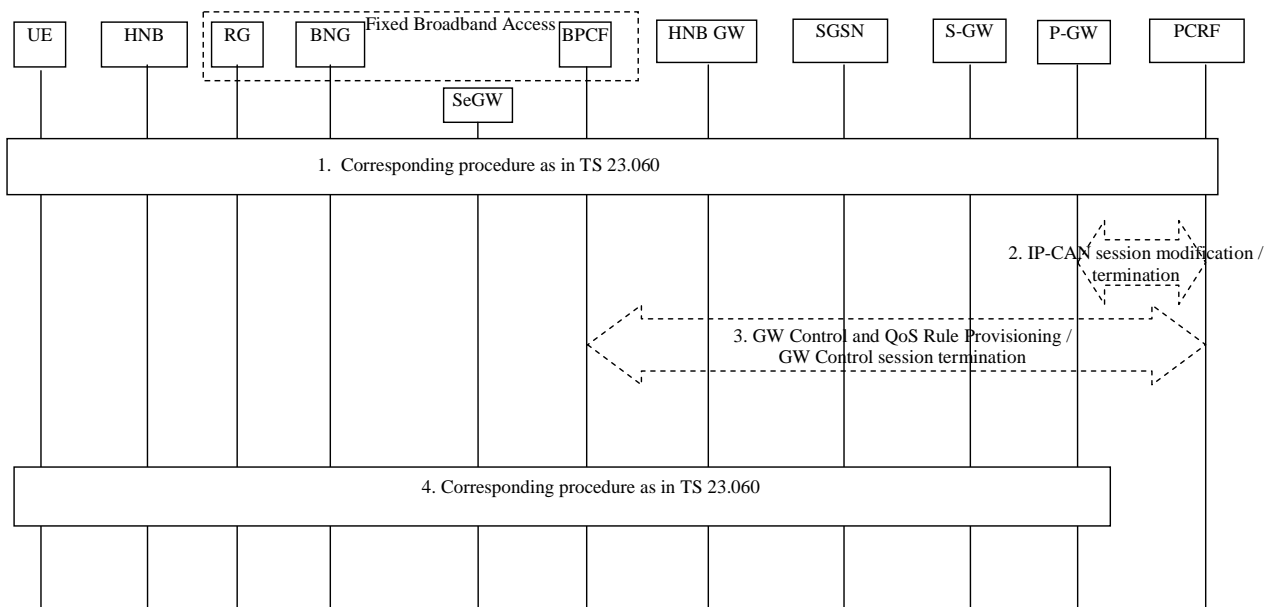 Fixed Broadband Access
UE
HNB
RG
BNG
BPCF
HNB GW
SGSN
S-GW
P-GW
PCRF
SeGW
1. Corresponding procedure as in TS 23.060
2. IP-CAN session modification /
termination
3. GW Control and QoS Rule Provisioning /
GW Control session termination
4. Corresponding procedure as in TS 23.060